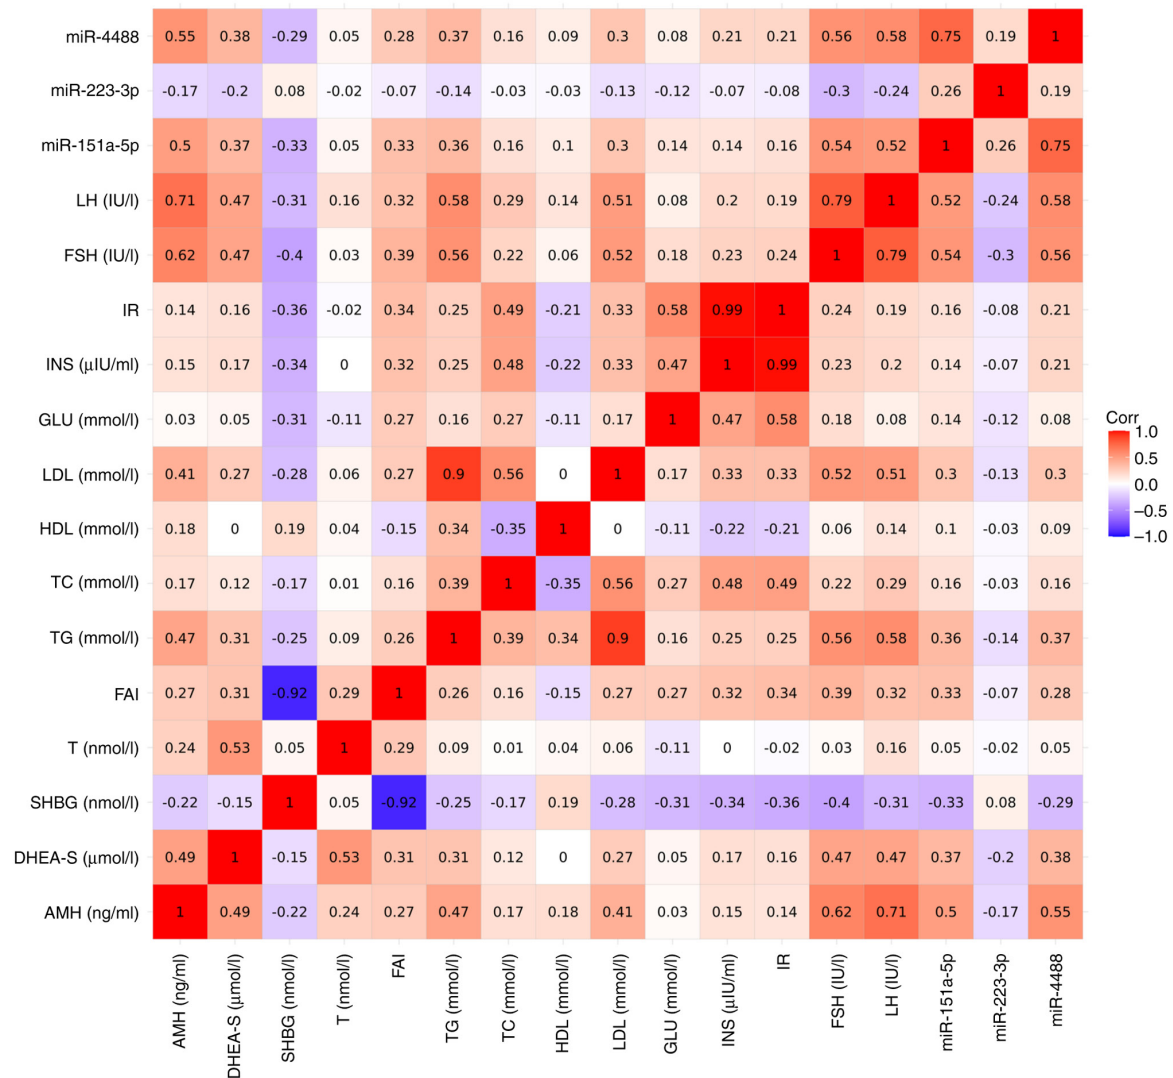 miR-4488 0.55 0.38 -0.29 0.05 0.28 0.37 0.16 0.09 0.3 0.08 0.21 0.21 0.56 0.58 0.75 0.19 1
miR-223-3p -0.17 -0.2 0.08 -0.02 -0.07 -0.14 -0.03 -0.03 -0.13 -0.12 -0.07 -0.08 -0.3 -0.24 0.26 1 0.19
miR-151a-5p 0.5 0.37 -0.33 0.05 0.33 0.36 0.16 0.1 0.3 0.14 0.14 0.16 0.54 0.52 1 0.26 0.75
LH (IU/l) 0.71 0.47 -0.31 0.16 0.32 0.58 0.29 0.14 0.51 0.08 0.2 0.19 0.79 1 0.52 -0.24 0.58
FSH (IU/l) 0.62 0.47 -0.4 0.03 0.39 0.56 0.22 0.06 0.52 0.18 0.23 0.24 1 0.79 0.54 -0.3 0.56
IR 0.14 0.16 -0.36 -0.02 0.34 0.25 0.49 -0.21 0.33 0.58 0.99 1 0.24 0.19 0.16 -0.08 0.21
INS (μIU/ml) 0.15 0.17 -0.34 0 0.32 0.25 0.48 -0.22 0.33 0.47 1 0.99 0.23 0.2 0.14 -0.07 0.21
GLU (mmol/l) 0.03 0.05 -0.31 -0.11 0.27 0.16 0.27 -0.11 0.17 1 0.47 0.58 0.18 0.08 0.14 -0.12 0.08
LDL (mmol/l) 0.41 0.27 -0.28 0.06 0.27 0.9 0.56 0 1 0.17 0.33 0.33 0.52 0.51 0.3 -0.13 0.3
HDL (mmol/l) 0.18 0 0.19 0.04 -0.15 0.34 -0.35 1 0 -0.11 -0.22 -0.21 0.06 0.14 0.1 -0.03 0.09
TC (mmol/l) 0.17 0.12 -0.17 0.01 0.16 0.39 1 -0.35 0.56 0.27 0.48 0.49 0.22 0.29 0.16 -0.03 0.16
TG (mmol/l) 0.47 0.31 -0.25 0.09 0.26 1 0.39 0.34 0.9 0.16 0.25 0.25 0.56 0.58 0.36 -0.14 0.37
FAI 0.27 0.31 -0.92 0.29 1 0.26 0.16 -0.15 0.27 0.27 0.32 0.34 0.39 0.32 0.33 -0.07 0.28
T (nmol/l) 0.24 0.53 0.05 1 0.29 0.09 0.01 0.04 0.06 -0.11 0 -0.02 0.03 0.16 0.05 -0.02 0.05
SHBG (nmol/l) -0.22 -0.15 1 0.05 -0.92 -0.25 -0.17 0.19 -0.28 -0.31 -0.34 -0.36 -0.4 -0.31 -0.33 0.08 -0.29
DHEA-S (μmol/l) 0.49 1 -0.15 0.53 0.31 0.31 0.12 0 0.27 0.05 0.17 0.16 0.47 0.47 0.37 -0.2 0.38
AMH (ng/ml) 1 0.49 -0.22 0.24 0.27 0.47 0.17 0.18 0.41 0.03 0.15 0.14 0.62 0.71 0.5 -0.17 0.55
AMH (ng/ml)
DHEA-S (μmol/l)
SHBG (nmol/l)
T (nmol/l)
FAI
TG (mmol/l)
TC (mmol/l)
HDL (mmol/l)
LDL (mmol/l)
GLU (mmol/l)
INS (μIU/ml)
IR
FSH (IU/l)
LH (IU/l)
miR-151a-5p
miR-223-3p
miR-4488
Corr
1.0
0.5
0.0
−0.5
−1.0